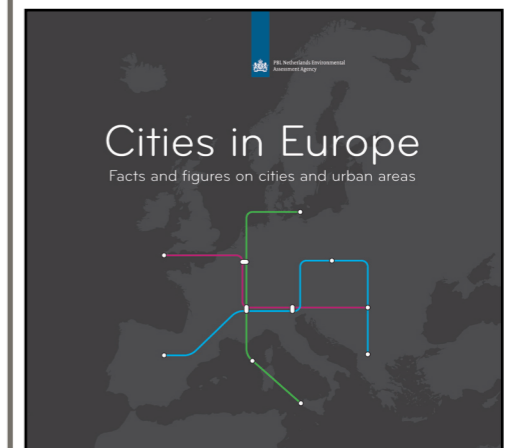 PBL Netherlands Environmental
Assessment Agency
Cities in Europe
Facts and figures on cities and urban areas